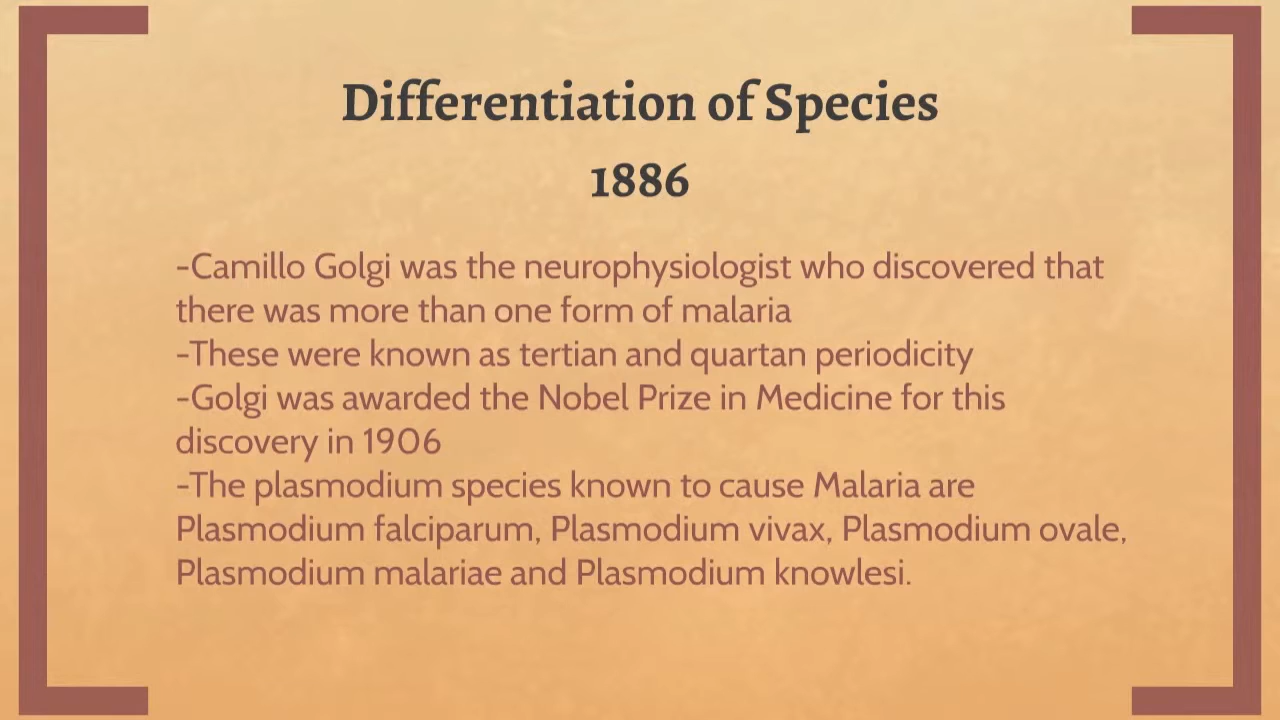 Differentiation of Species
1886
-Camillo Golgi was the neurophysiologist who discovered that
there was more than one form of malaria
-These were known as tertian and quartan periodicity
-Golgi was awarded the Nobel Prize in Medicine for this
discovery in 1906
-The plasmodium species known to cause Malaria are
Plasmodium falciparum, Plasmodium vivax, Plasmodium ovale,
Plasmodium malariae and Plasmodium knowlesi.